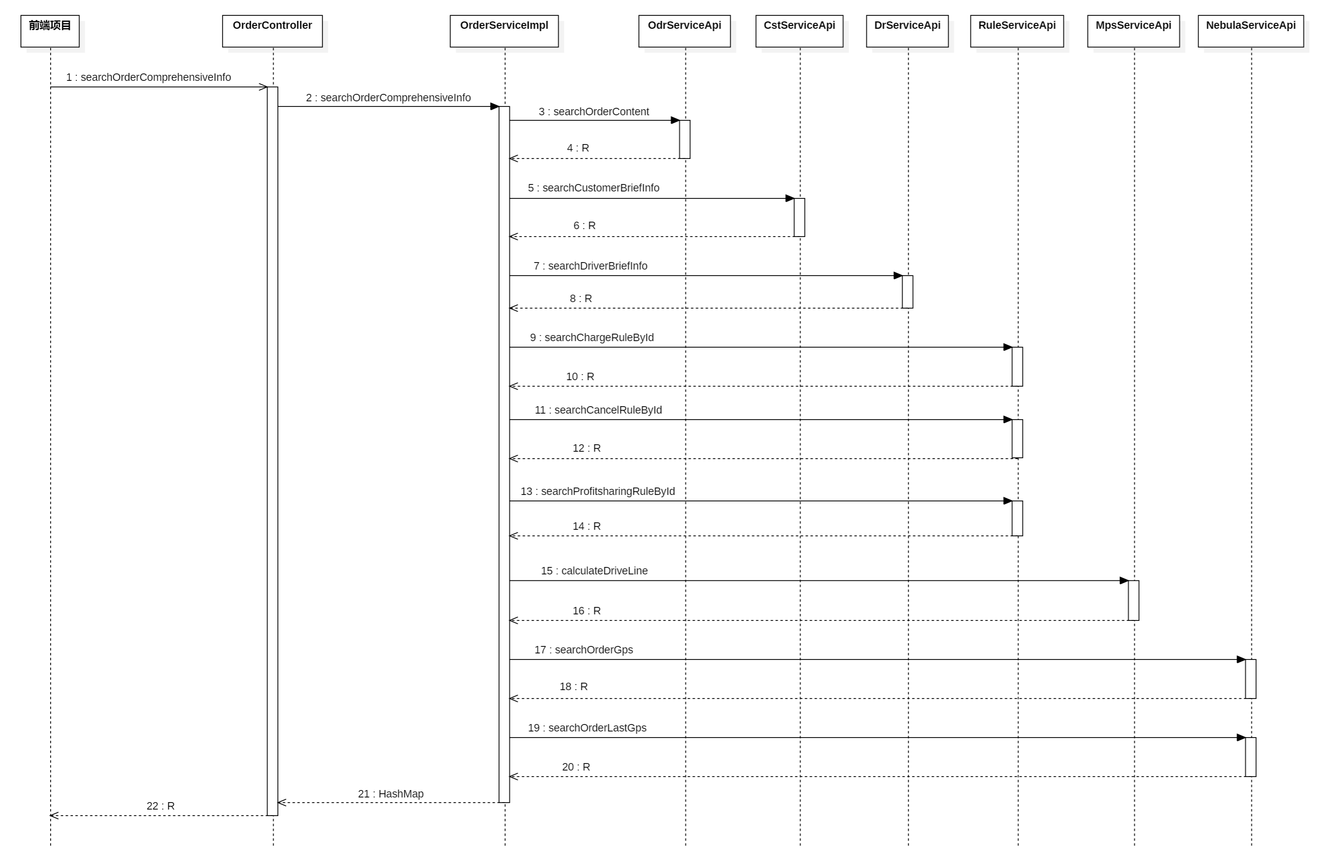 前端项目
OrderController
OrderServiceImpl
OdrServiceApi
CstServiceApi
DrServiceApi
RuleServiceApi
MpsServiceApi
NebulaServiceApi
1 : searchOrderComprehensiveInfo
2 : searchOrderComprehensiveInfo
3 : searchOrderContent
4 : R
5 : searchCustomerBriefInfo
6 : R
7 : searchDriverBriefInfo
8 : R
9 : searchChargeRuleById
10 : R
11 : searchCancelRuleById
12 : R
13 : searchProfitsharingRuleById
14 : R
15 : calculateDriveLine
16 : R
17 : searchOrderGps
18 : R
19 : searchOrderLastGps
20 : R
21 : HashMap
22 : R